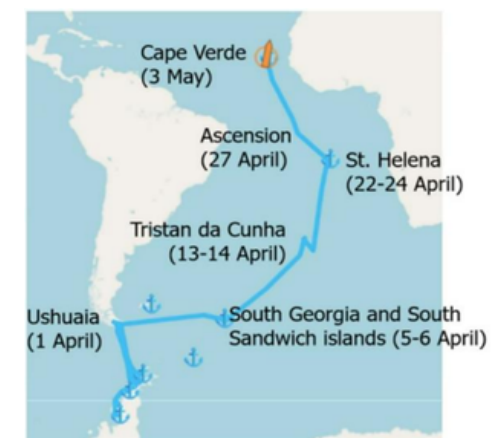 Cape Verde
(3 May)
Ascension
(27 April)
St. Helena
(22-24 April)
Tristan da Cunha
(13-14 April)
Ushuaia
(1 April)
South Georgia and South
Sandwich islands (5-6 April)